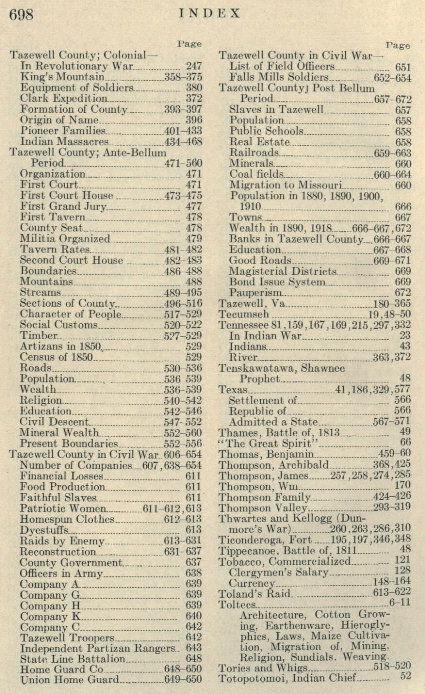 698 INDEX
Page
Tazewell County; Colonial—
In Revolutionary War 247
King's Mountain 358-375
Equipment of Soldiers 380
Clark Expedition 372
Formation of County 393-397
Origin of Name 396
Pioneer Families 401-433
Indian Massacres 434-468
Tazewell County; Ante-Bellum
Period 471-560
Organization 471
First Court 471
First Court House 473-475
First Grand Jury 477
First Tavern 478
County Seat 478
Militia Organized 479
Tavern Rates 481-482
Second Court House 482-483
Boundaries 486-488
Mountains 488
Streams 489-495
Sections of County 496-516
Character of People 517-529
Social Customs 520-522
Timber 527-529
Artizans in 1850 529
Census of 1850 529
Roads 530-536
Population 536 539
Wealth 536-539
Religion 540-542
Education 542-546
Civil Descent 547-552
Mineral Wealth 552-560
Present Boundaries 552-556
Tazewell County in Civil War 606-654
Number of Companies 607,638-654
Financial Losses 611
Food Production 611
Faithful Slaves 611
Patriotic Women 611-612,613
Homespun Clothes 612-613
Dyestuffs 613
Raids by Enemy 613-631
Reconstruction 631-637
County Government 637
Officers in Army 638
Company A 639
Company G 639
Company H 639
Company K 640
Company C 641
Tazewell Troopers 642
Independent Partizan Rangers 643
State Line Battalion 648
Home Guard Co 648-650
Union Home Guard 649-650
Page
Tazewell County in Civil War—
List of Field Officers 651
Falls Mills Soldiers 652-654
Tazewell County; Post Bellum
Period 657-672
Slaves in Tazewell 657
Population 658
Public Schools 658
Real Estate 658
Railroads 659-663
Minerals 660
Coal fields 660-664
Migration to Missouri 660
Population in 1880, 1890, 1900,
1910 666
Towns 667
Wealth in 1890, 1918 666-667,672
Banks in Tazewell County 666-667
Education 667-668
Good Roads 669-671
Magisterial Districts 669
Bond Issue System 669
Pauperism 672
Tazewell, Va 180-365
Tecumseh 19,48-50
Tennessee 81,159,167,169,215,297,332
In Indian War 23
Indians 43
River 363,372
Tenskawatawa, Shawnee
Prophet 48
Texas 41,186,329,577
Settlement of 566
Republic of 566
Admitted a State 567-571
Thames, Battle of, 1813 49
"The Great Spirit" 66
Thomas, Benjamin 459-60
Thompson, Archibald 368,425
Thompson, James 257,258,274,285
Thompson, Wm 170
Thompson Family 424-426
Thompson Valley 293-319
Thwartes and Kellogg (Dun-
more's War) 260,263,286,310
Ticonderoga, Fort 195,197,346,348
Tippecanoe, Battle of, 1811 48
Tobacco, Commercialized 121
Clergymen's Salary 128
Currency 148-164
Toland's Raid 613-622
Toltecs 6-11
Architecture, Cotton Grow-
ing, Earthenware, Hierogly-
phics, Laws, Maize Cultiva-
tion, Migration of, Mining,
Religion, Sundials. Weaving
Tories and Whigs 518-520
Totopotomoi, Indian Chief 52